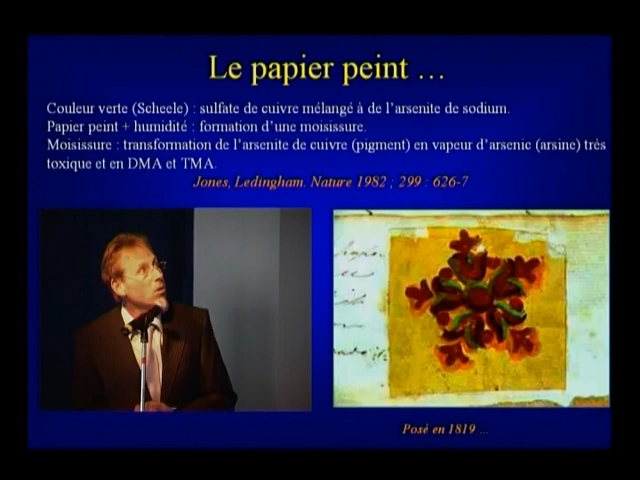 Le papier peint …
Couleur verte (Scheele) : sulfate de cuivre mélangé à de l'arsenite de sodium.
Papier peint + humidité : formation d'une moisissure.
Moisissure : transformation de l'arsenite de cuivre (pigment) en vapeur d'arsenic (arsine) très
toxique et en DMA et TMA.
Jones, Ledingham. Nature 1982 ; 299 : 626-7
Posé en 1819 ...